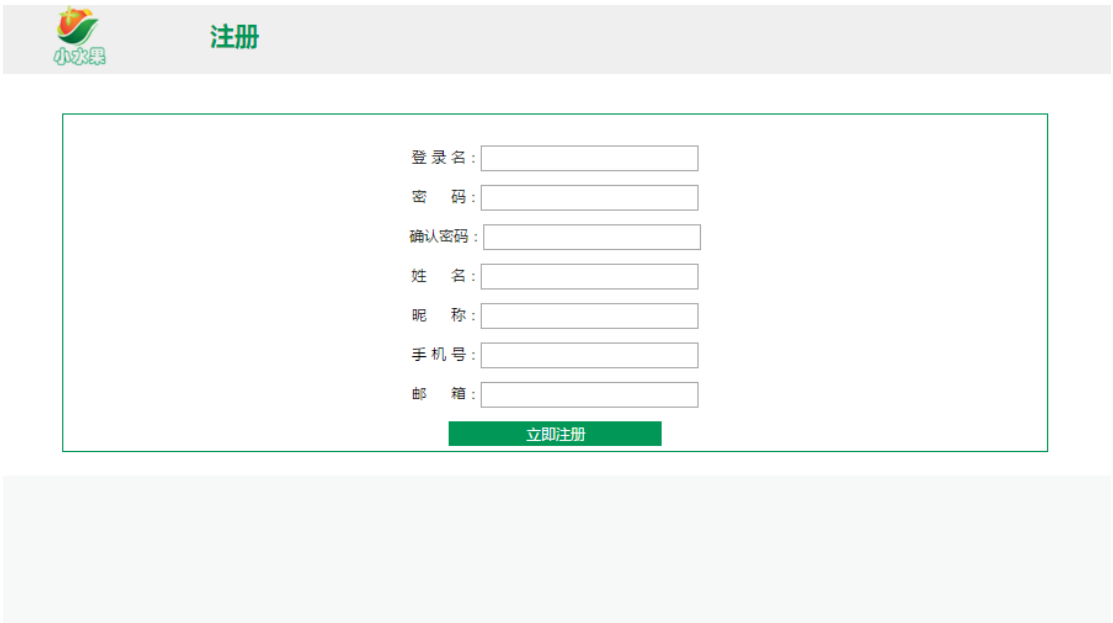 小水果
注册
登 录 名：
密 码：
确认密码：
姓 名：
昵 称：
手 机 号：
邮 箱：
立即注册